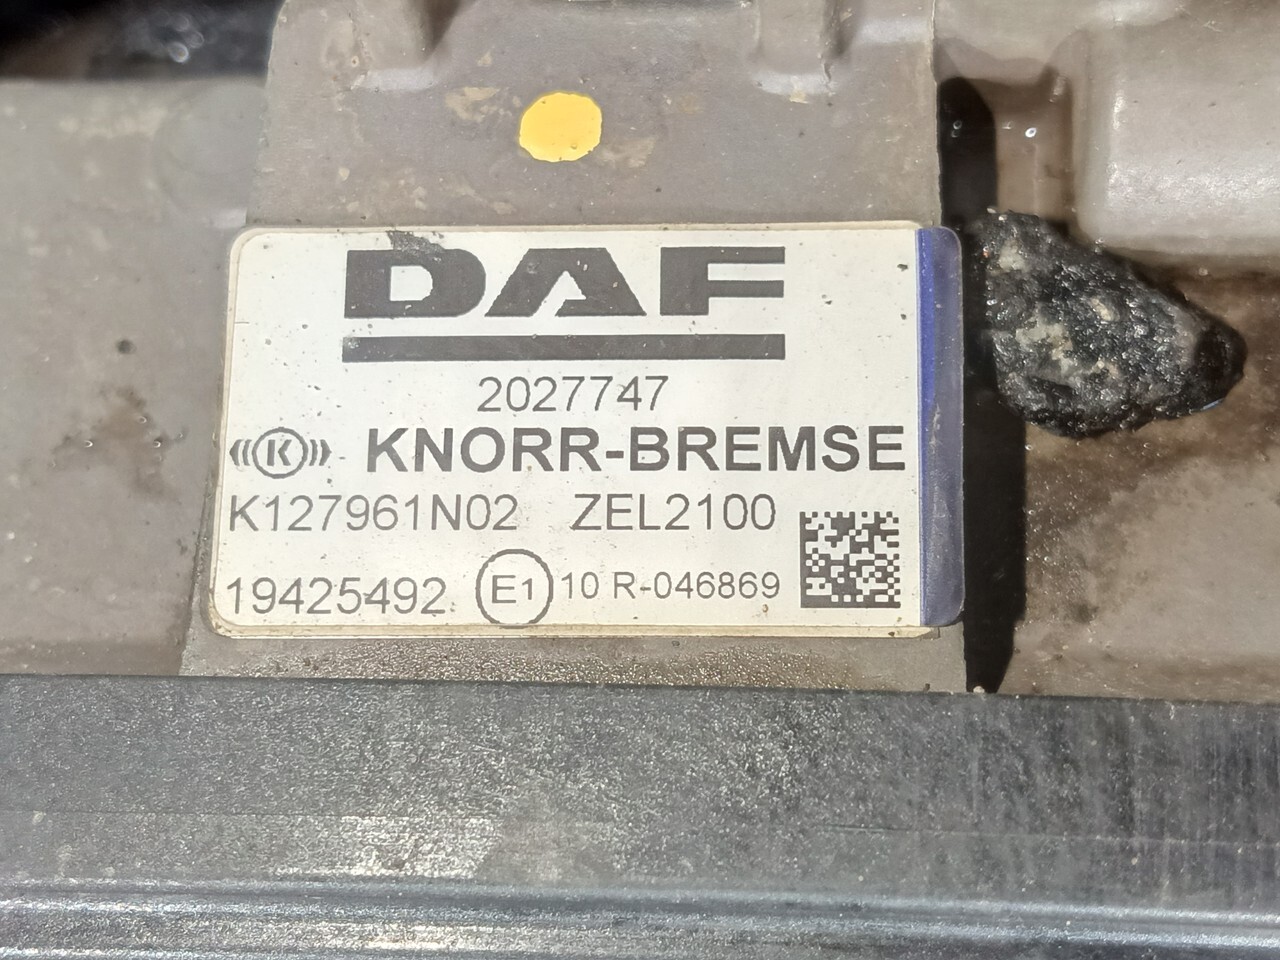 DAF
2027747
K KNORR-BREMSE
K127961N02 ZEL2100
19425492 E1 10 R-046869